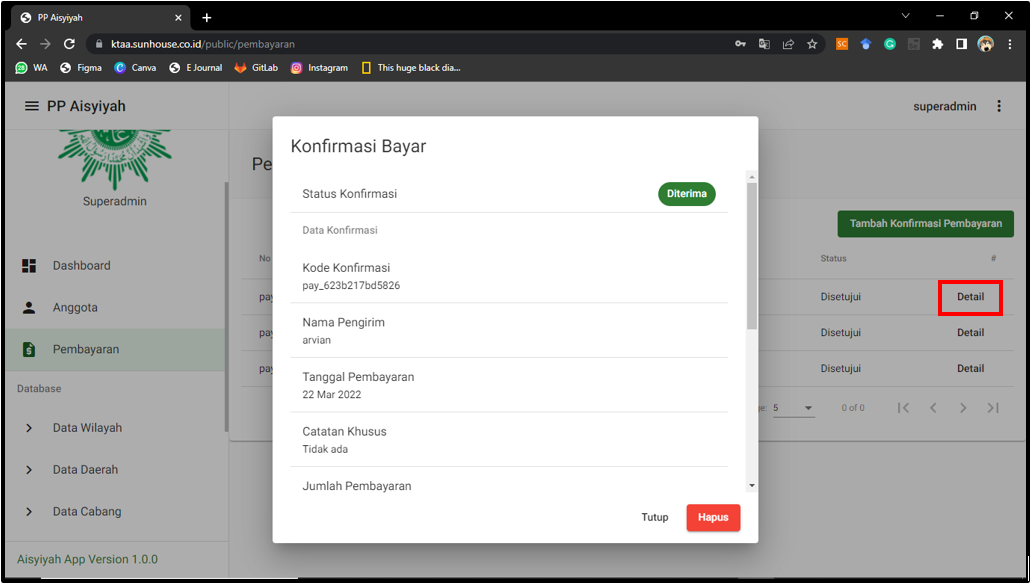 PP Aisyiyah
ktaa.sunhouse.co.id/public/pembayaran
WA Figma Canva E Journal GitLab Instagram This huge black dia...
PP Aisyiyah
superadmin
Superadmin
Dashboard
Anggota
Pembayaran
Database
Data Wilayah
Data Daerah
Data Cabang
Aisyiyah App Version 1.0.0
Pe
Tambah Konfirmasi Pembayaran
No Status #
pay Disetujui Detail
pay Disetujui Detail
pay Disetujui Detail
ge: 5 0 of 0
Konfirmasi Bayar
Status Konfirmasi Diterima
Data Konfirmasi
Kode Konfirmasi
pay_623b217bd5826
Nama Pengirim
arvian
Tanggal Pembayaran
22 Mar 2022
Catatan Khusus
Tidak ada
Jumlah Pembayaran
Tutup Hapus